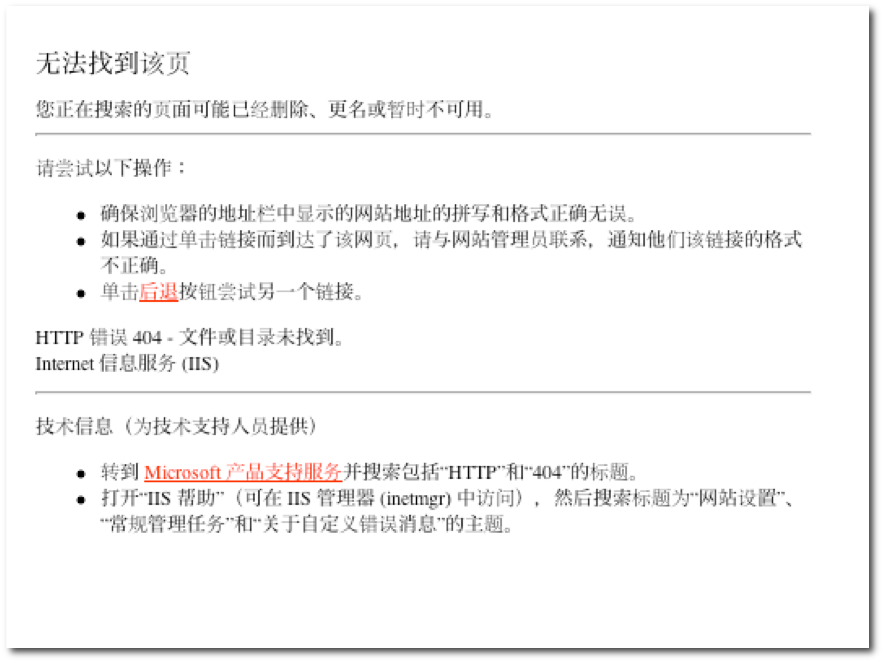 无法找到该页
您正在搜索的页面可能已经删除、更名或暂时不可用。
请尝试以下操作：
● 确保浏览器的地址栏中显示的网站地址的拼写和格式正确无误。
● 如果通过单击链接而到达了该网页，请与网站管理员联系，通知他们该链接的格式
不正确。
● 单击后退按钮尝试另一个链接。
HTTP 错误 404 - 文件或目录未找到。
Internet 信息服务 (IIS)
技术信息（为技术支持人员提供）
● 转到 Microsoft 产品支持服务并搜索包括“HTTP”和“404”的标题。
● 打开“IIS 帮助”（可在 IIS 管理器 (inetmgr) 中访问），然后搜索标题为“网站设置”、
“常规管理任务”和“关于自定义错误消息”的主题。